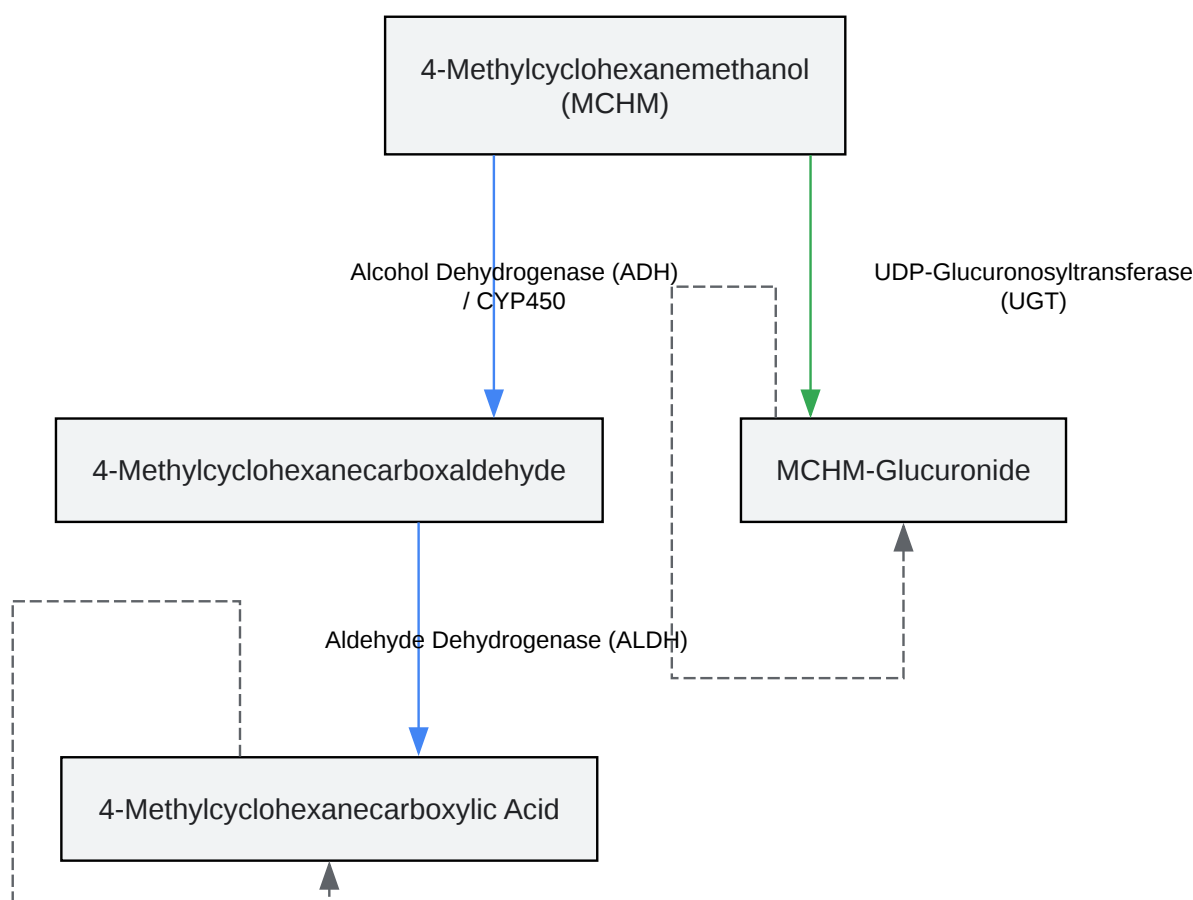 4-Methylcyclohexanemethanol
(MCHM)
Alcohol Dehydrogenase (ADH)
/ CYP450
UDP-Glucuronosyltransferase
(UGT)
4-Methylcyclohexanecarboxaldehyde
MCHM-Glucuronide
Aldehyde Dehydrogenase (ALDH)
4-Methylcyclohexanecarboxylic Acid